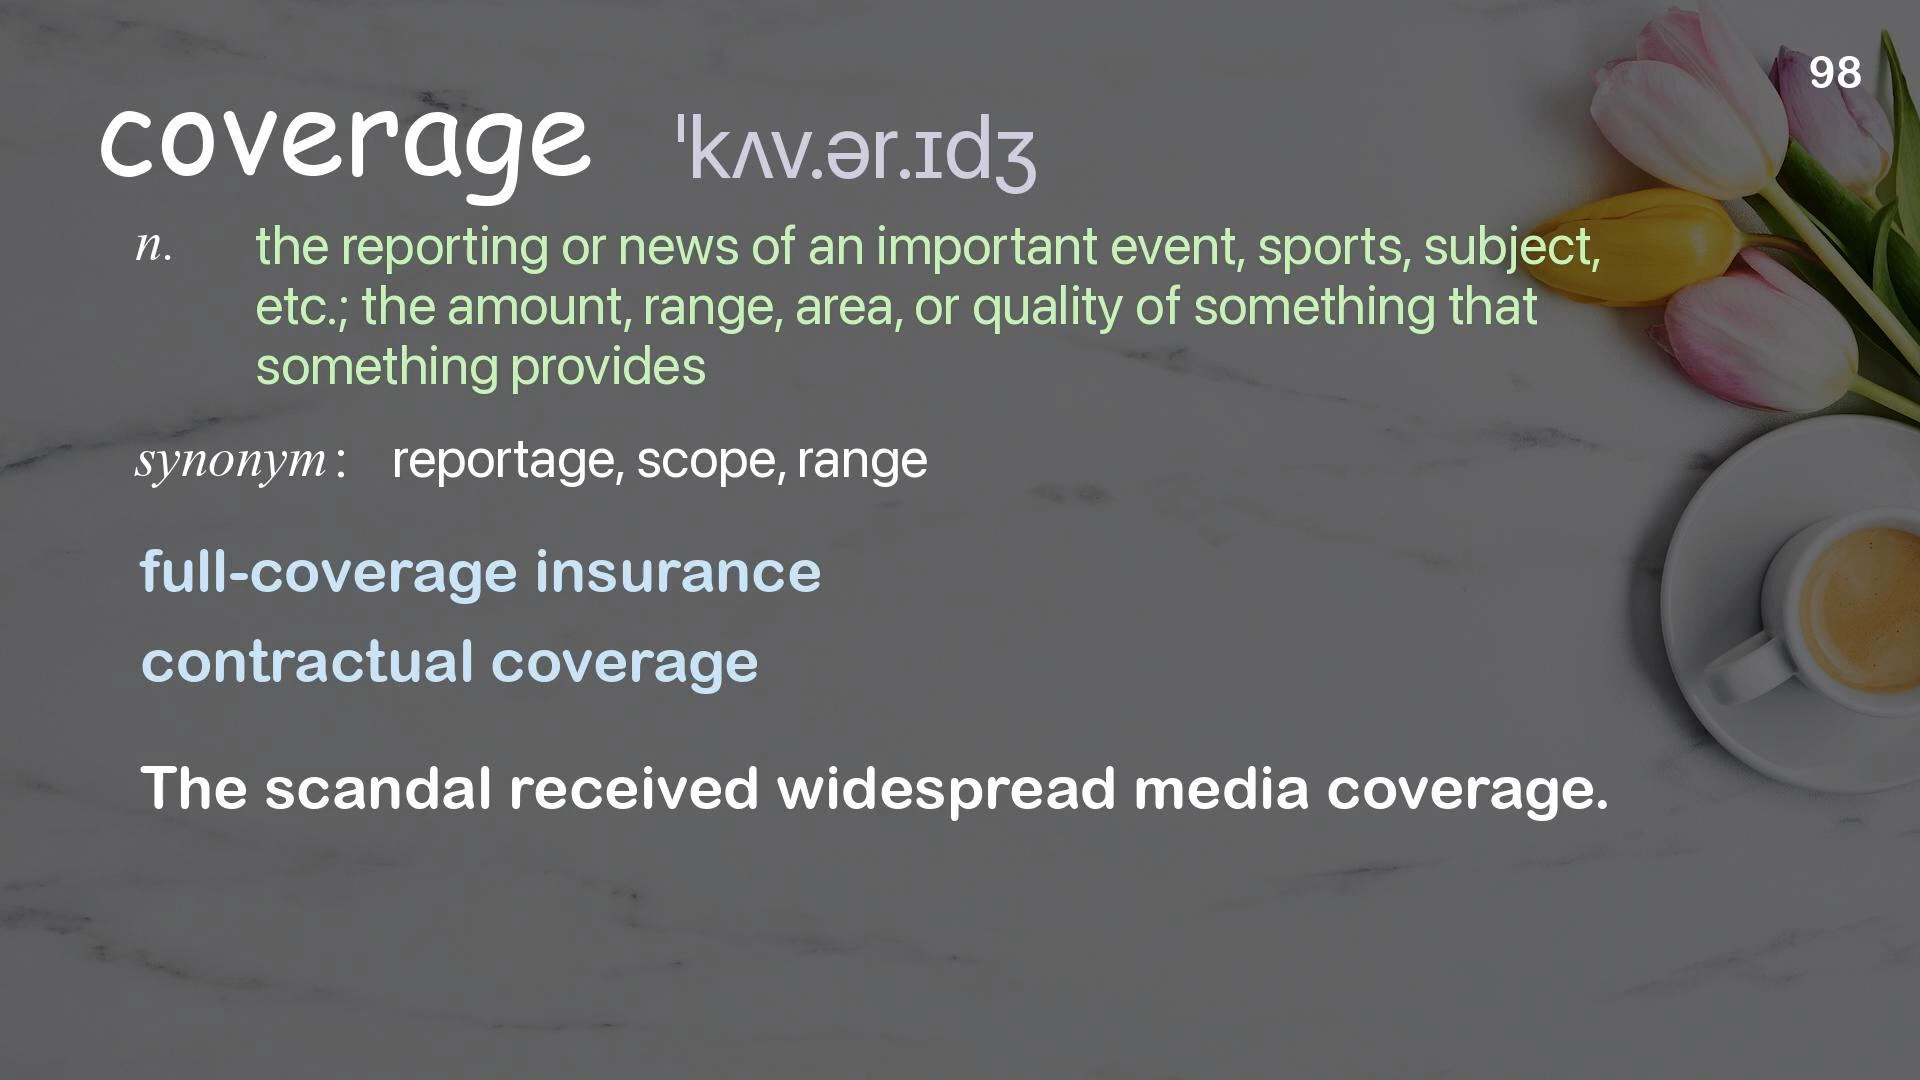 98
coverage ˈkʌv.ər.ɪdʒ
n. the reporting or news of an important event, sports, subject,
etc.; the amount, range, area, or quality of something that
something provides
synonym: reportage, scope, range
full-coverage insurance
contractual coverage
The scandal received widespread media coverage.